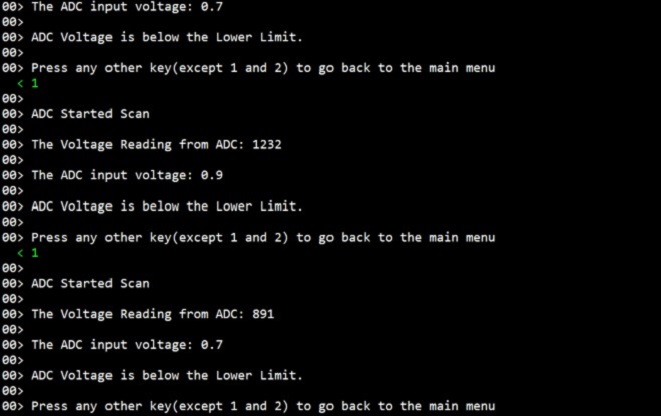 00> The ADC input voltage: 0.7
00>
00> ADC Voltage is below the Lower Limit.
00>
00> Press any other key(except 1 and 2) to go back to the main menu
< 1
00>
00> ADC Started Scan
00>
00> The Voltage Reading from ADC: 1232
00>
00> The ADC input voltage: 0.9
00>
00> ADC Voltage is below the Lower Limit.
00>
00> Press any other key(except 1 and 2) to go back to the main menu
< 1
00>
00> ADC Started Scan
00>
00> The Voltage Reading from ADC: 891
00>
00> The ADC input voltage: 0.7
00>
00> ADC Voltage is below the Lower Limit.
00>
00> Press any other key(except 1 and 2) to go back to the main menu